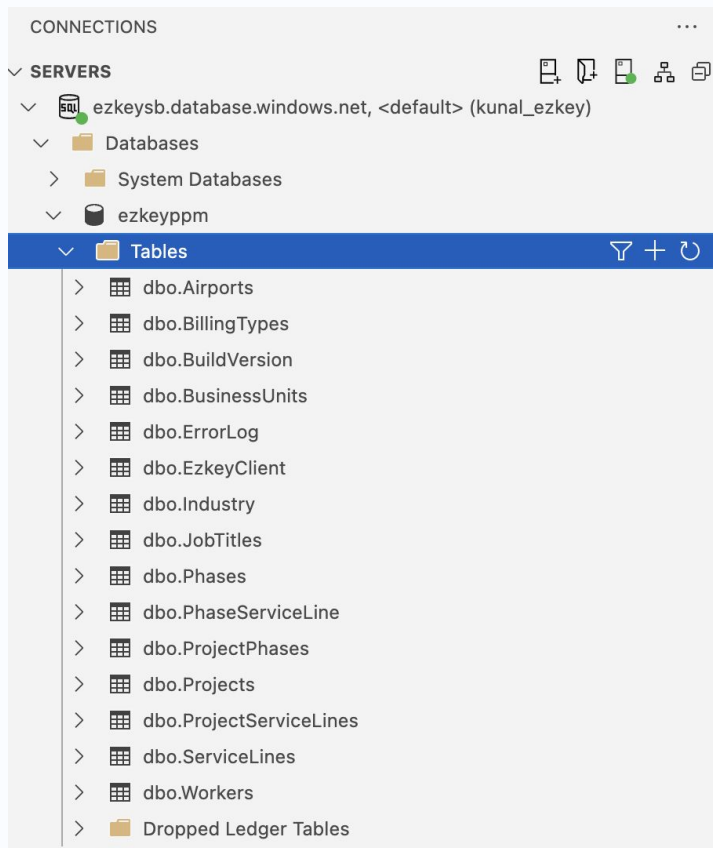 CONNECTIONS
SERVERS
SQL ezkeysb.database.windows.net, <default> (kunal_ezkey)
Databases
System Databases
ezkeyppm
Tables
dbo.Airports
dbo.BillingTypes
dbo.BuildVersion
dbo.BusinessUnits
dbo.ErrorLog
dbo.EzkeyClient
dbo.Industry
dbo.JobTitles
dbo.Phases
dbo.PhaseServiceLine
dbo.ProjectPhases
dbo.Projects
dbo.ProjectServiceLines
dbo.ServiceLines
dbo.Workers
Dropped Ledger Tables